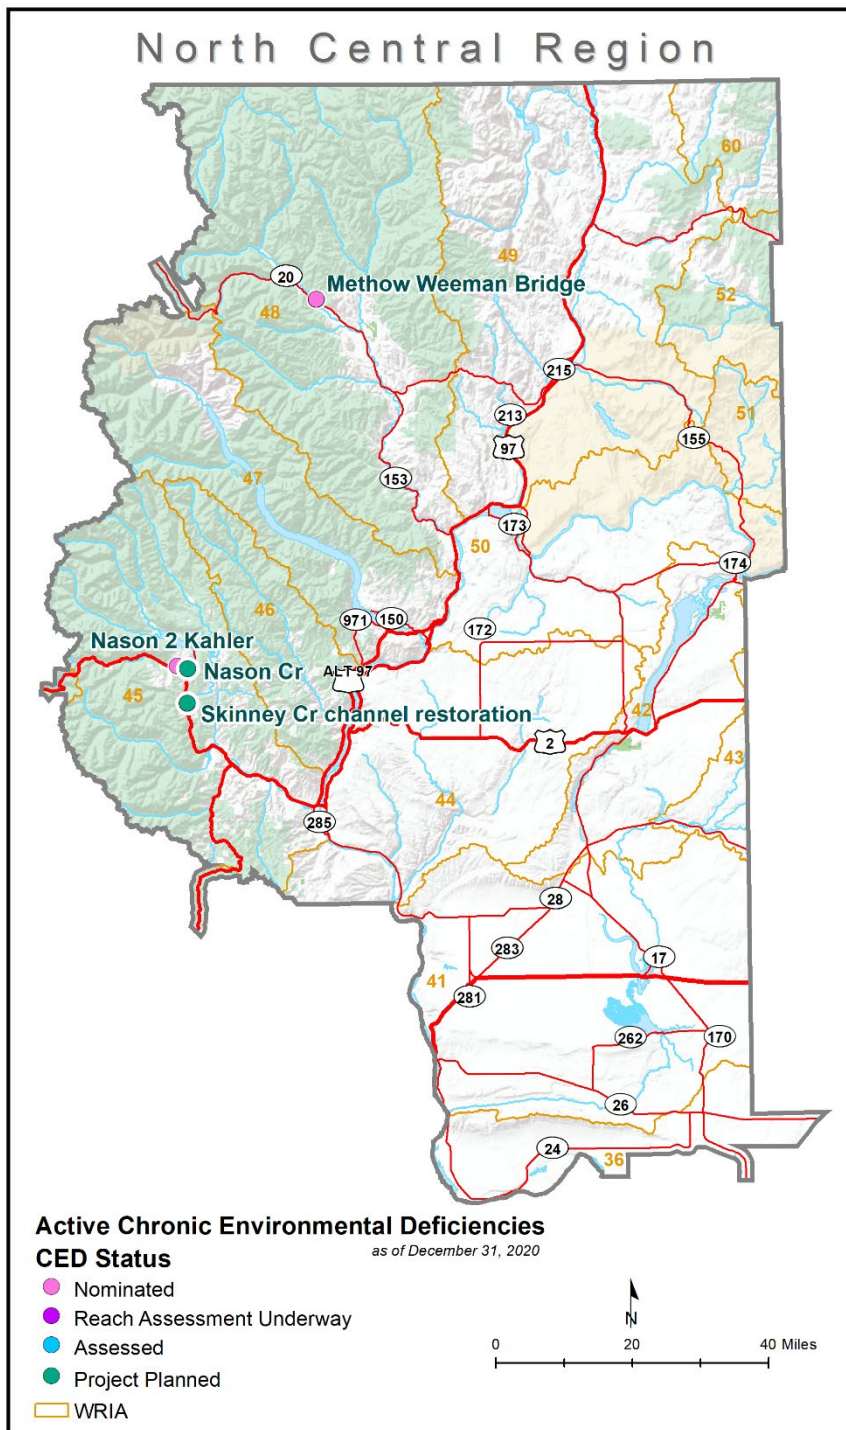 North Central Region
60
49
20
Methow Weeman Bridge
52
48
215
213
51
155
97
47
153
173
50
174
971
150
172
46
Nason 2 Kahler
Nason Cr
ALT 97
45
Skinney Cr channel restoration
42
2
43
44
285
28
283
17
41
281
262
170
26
24
36
Active Chronic Environmental Deficiencies
as of December 31, 2020
CED Status
Nominated
Reach Assessment Underway
Assessed
Project Planned
WRIA
N
0 20 40 Miles